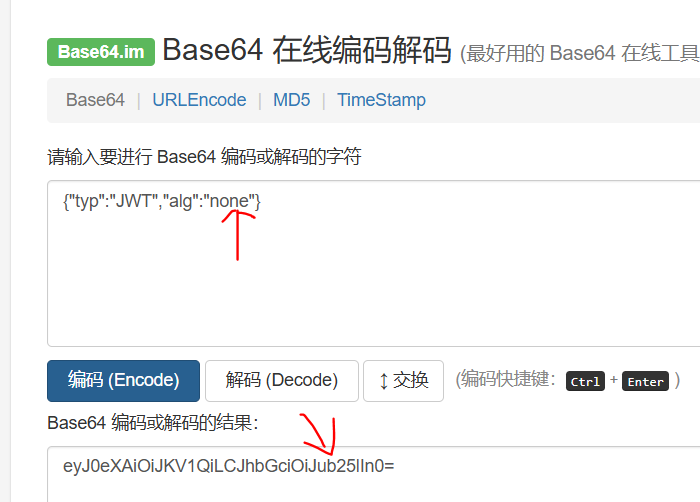 Base64.im Base64 在线编码解码 (最好用的 Base64 在线工具
Base64 | URLEncode | MD5 | TimeStamp
请输入要进行 Base64 编码或解码的字符
{"typ":"JWT","alg":"none"}
编码 (Encode) 解码 (Decode) 交换 (编码快捷键: Ctrl + Enter )
Base64 编码或解码的结果:
eyJ0eXAiOiJKV1QiLCJhbGciOiJub25lIn0=